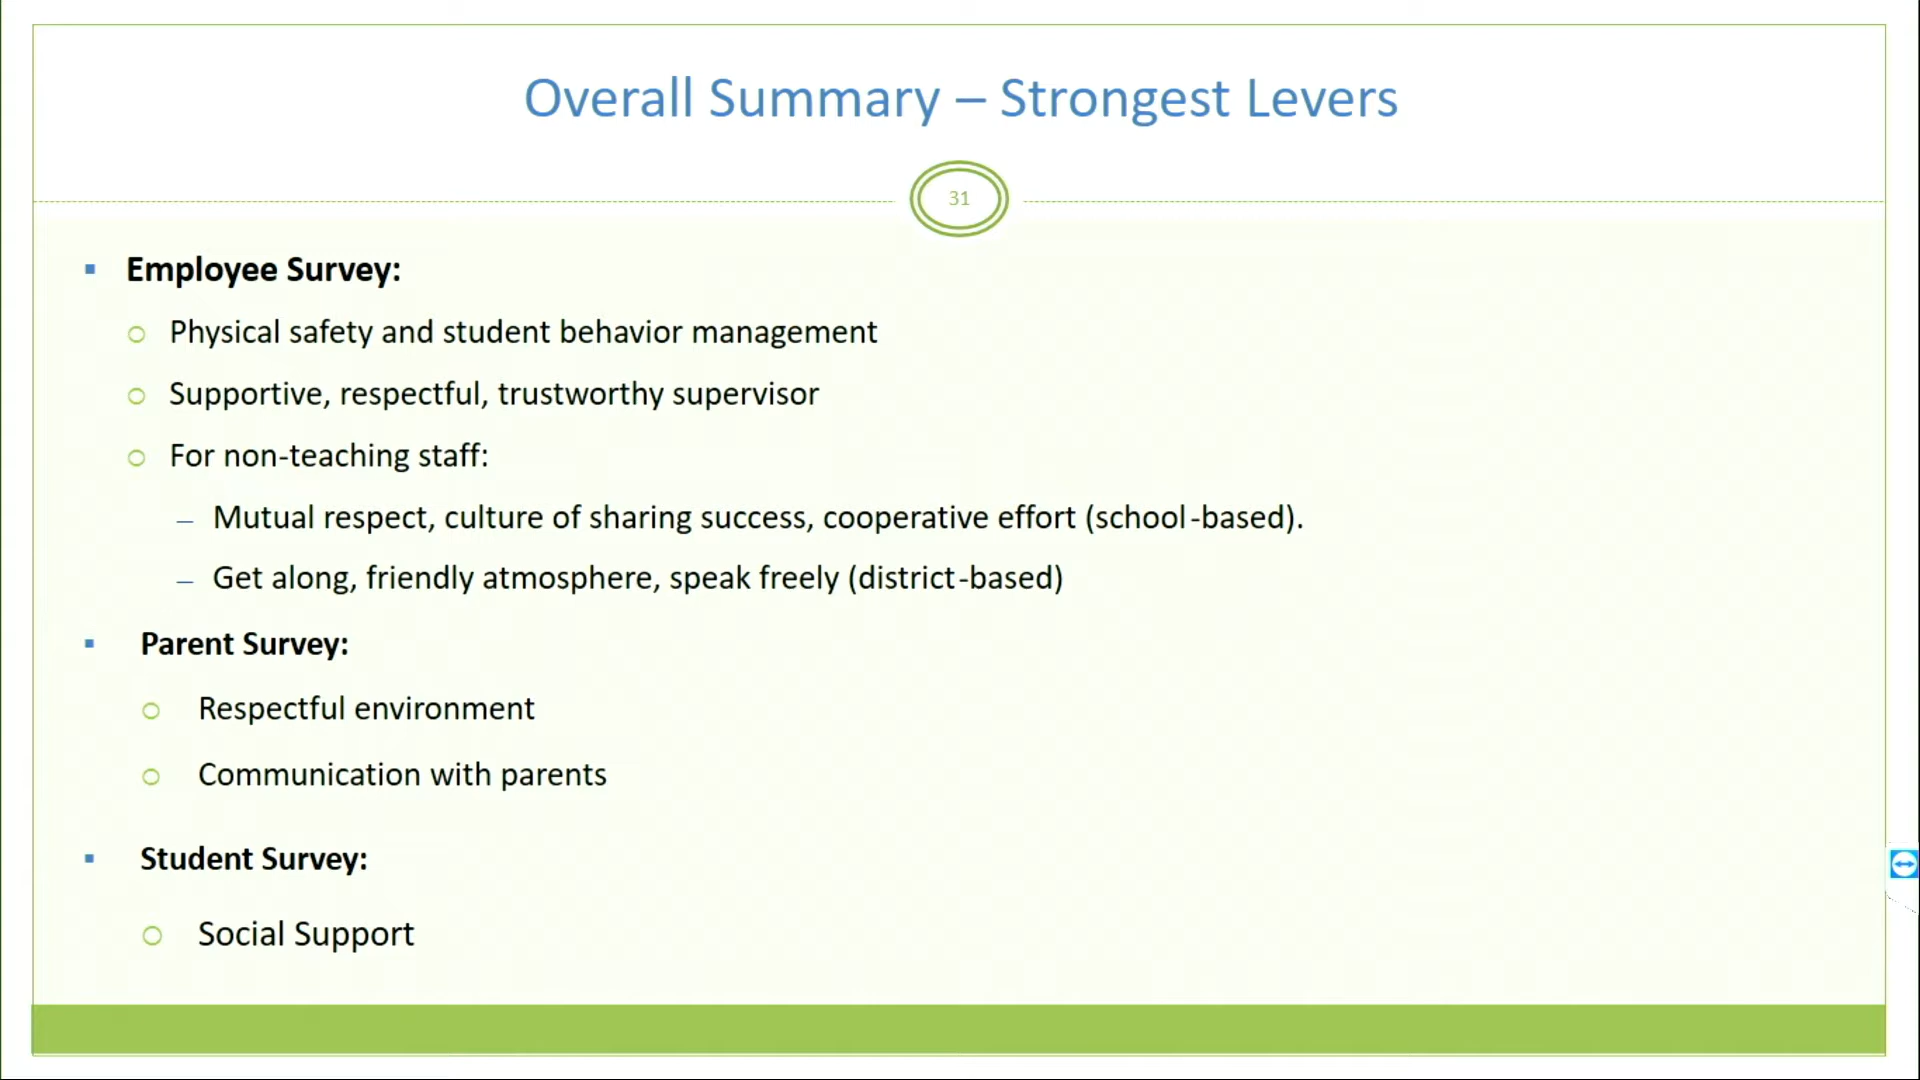 Overall Summary – Strongest Levers
31
▪ Employee Survey:
○ Physical safety and student behavior management
○ Supportive, respectful, trustworthy supervisor
○ For non-teaching staff:
– Mutual respect, culture of sharing success, cooperative effort (school-based).
– Get along, friendly atmosphere, speak freely (district-based)
▪ Parent Survey:
○ Respectful environment
○ Communication with parents
▪ Student Survey:
○ Social Support